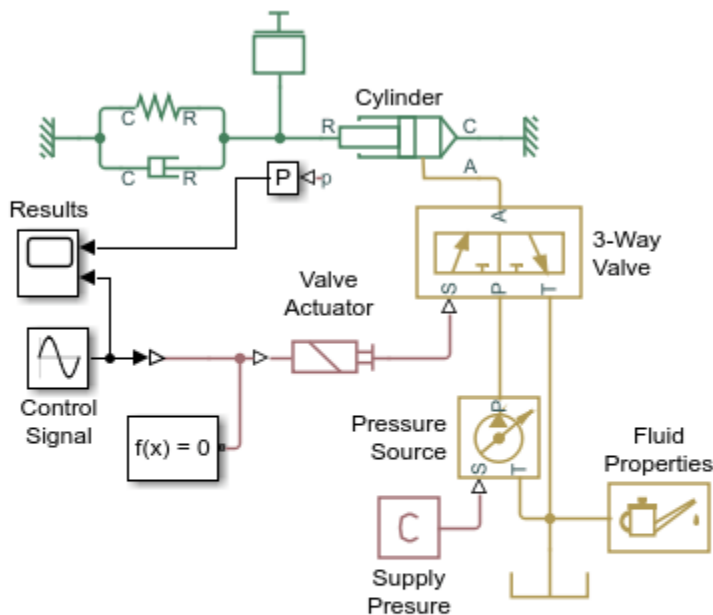 Cylinder
C R
R C
C R
A
P p
Results
A
3-Way
Valve
Valve
Actuator
S P T
Control
Signal
f(x) = 0
Pressure
Source
P
S T
Fluid
Properties
C
Supply
Presure